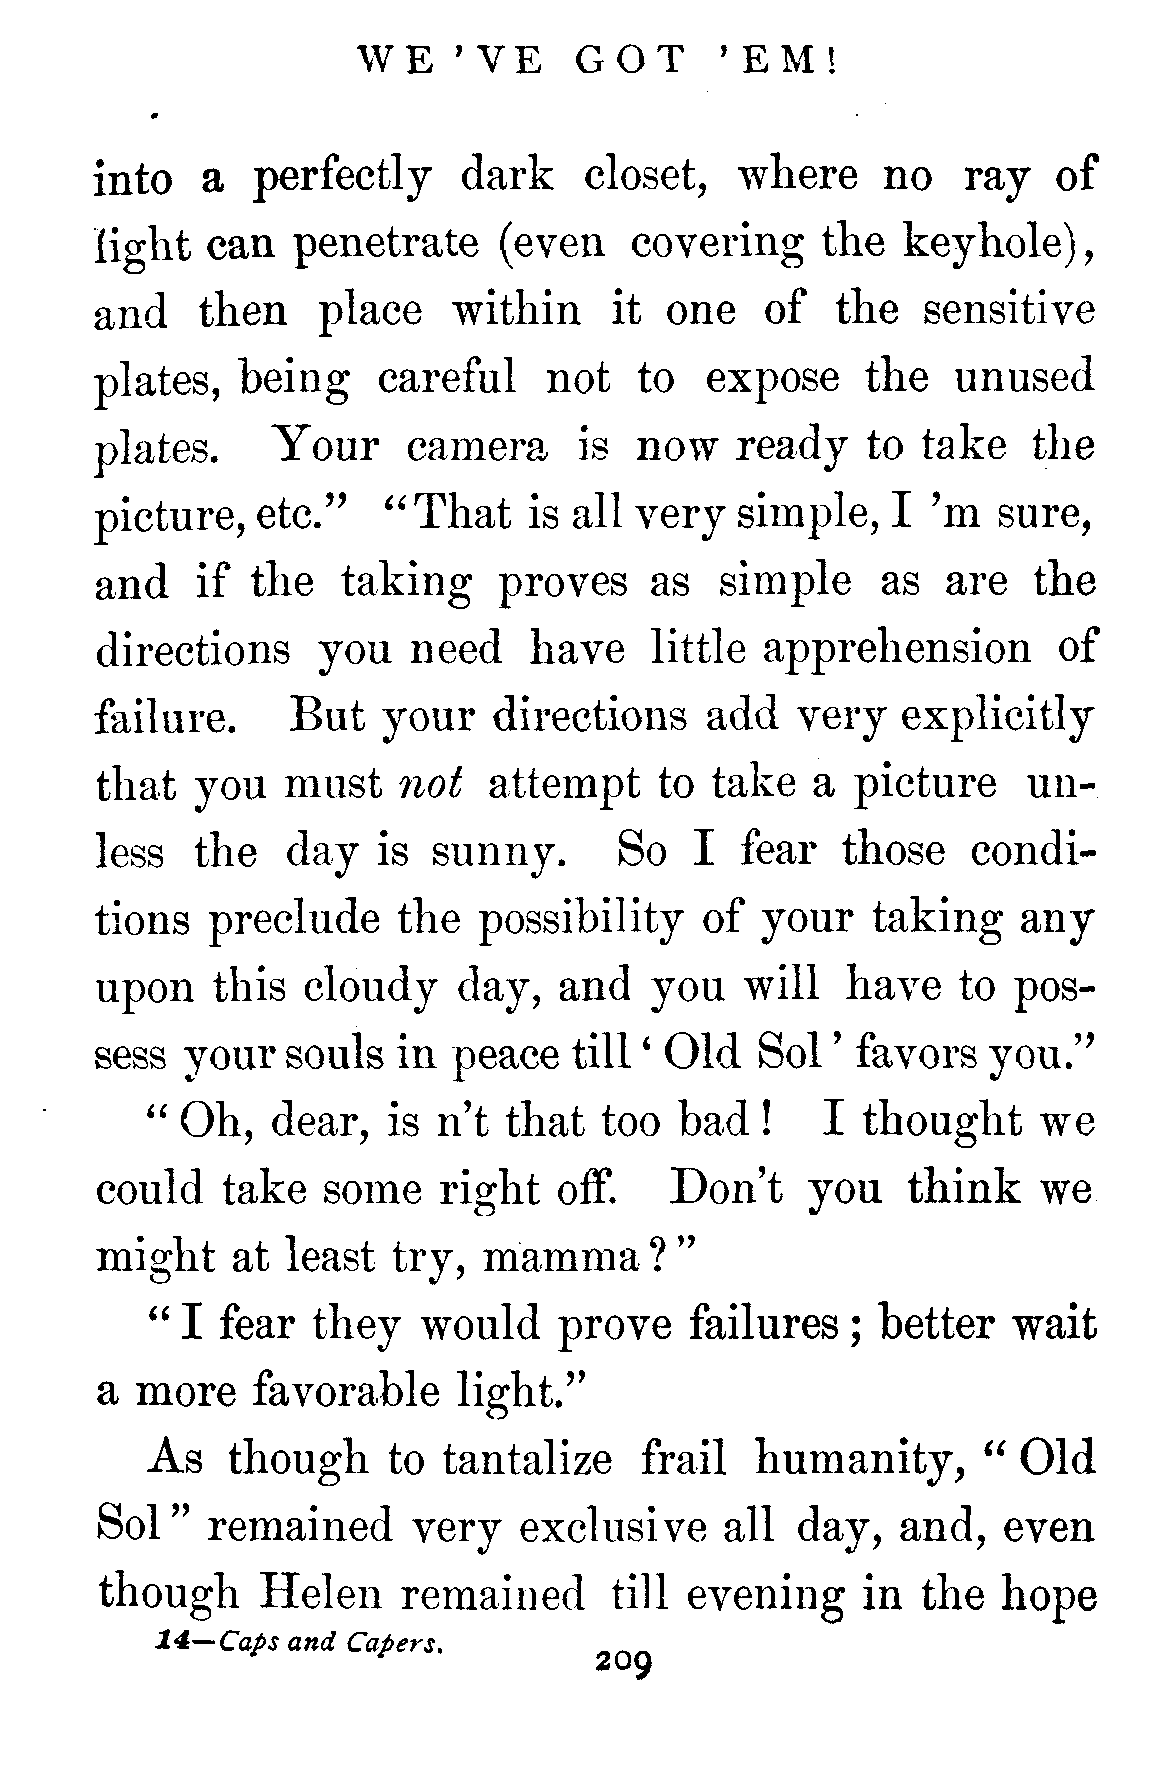 WE'VE GOT 'EM!
into a perfectly dark closet, where no ray of
light can penetrate (even covering the keyhole),
and then place within it one of the sensitive
plates, being careful not to expose the unused
plates. Your camera is now ready to take the
picture, etc.” “That is all very simple, I 'm sure,
and if the taking proves as simple as are the
directions you need have little apprehension of
failure. But your directions add very explicitly
that you must not attempt to take a picture un-
less the day is sunny. So I fear those condi-
tions preclude the possibility of your taking any
upon this cloudy day, and you will have to pos-
sess your souls in peace till ‘ Old Sol ’ favors you.”
“ Oh, dear, is n't that too bad ! I thought we
could take some right off. Don't you think we
might at least try, mamma ? ”
“ I fear they would prove failures ; better wait
a more favorable light.”
As though to tantalize frail humanity, “ Old
Sol ” remained very exclusive all day, and, even
though Helen remained till evening in the hope
14—Caps and Capers.
209